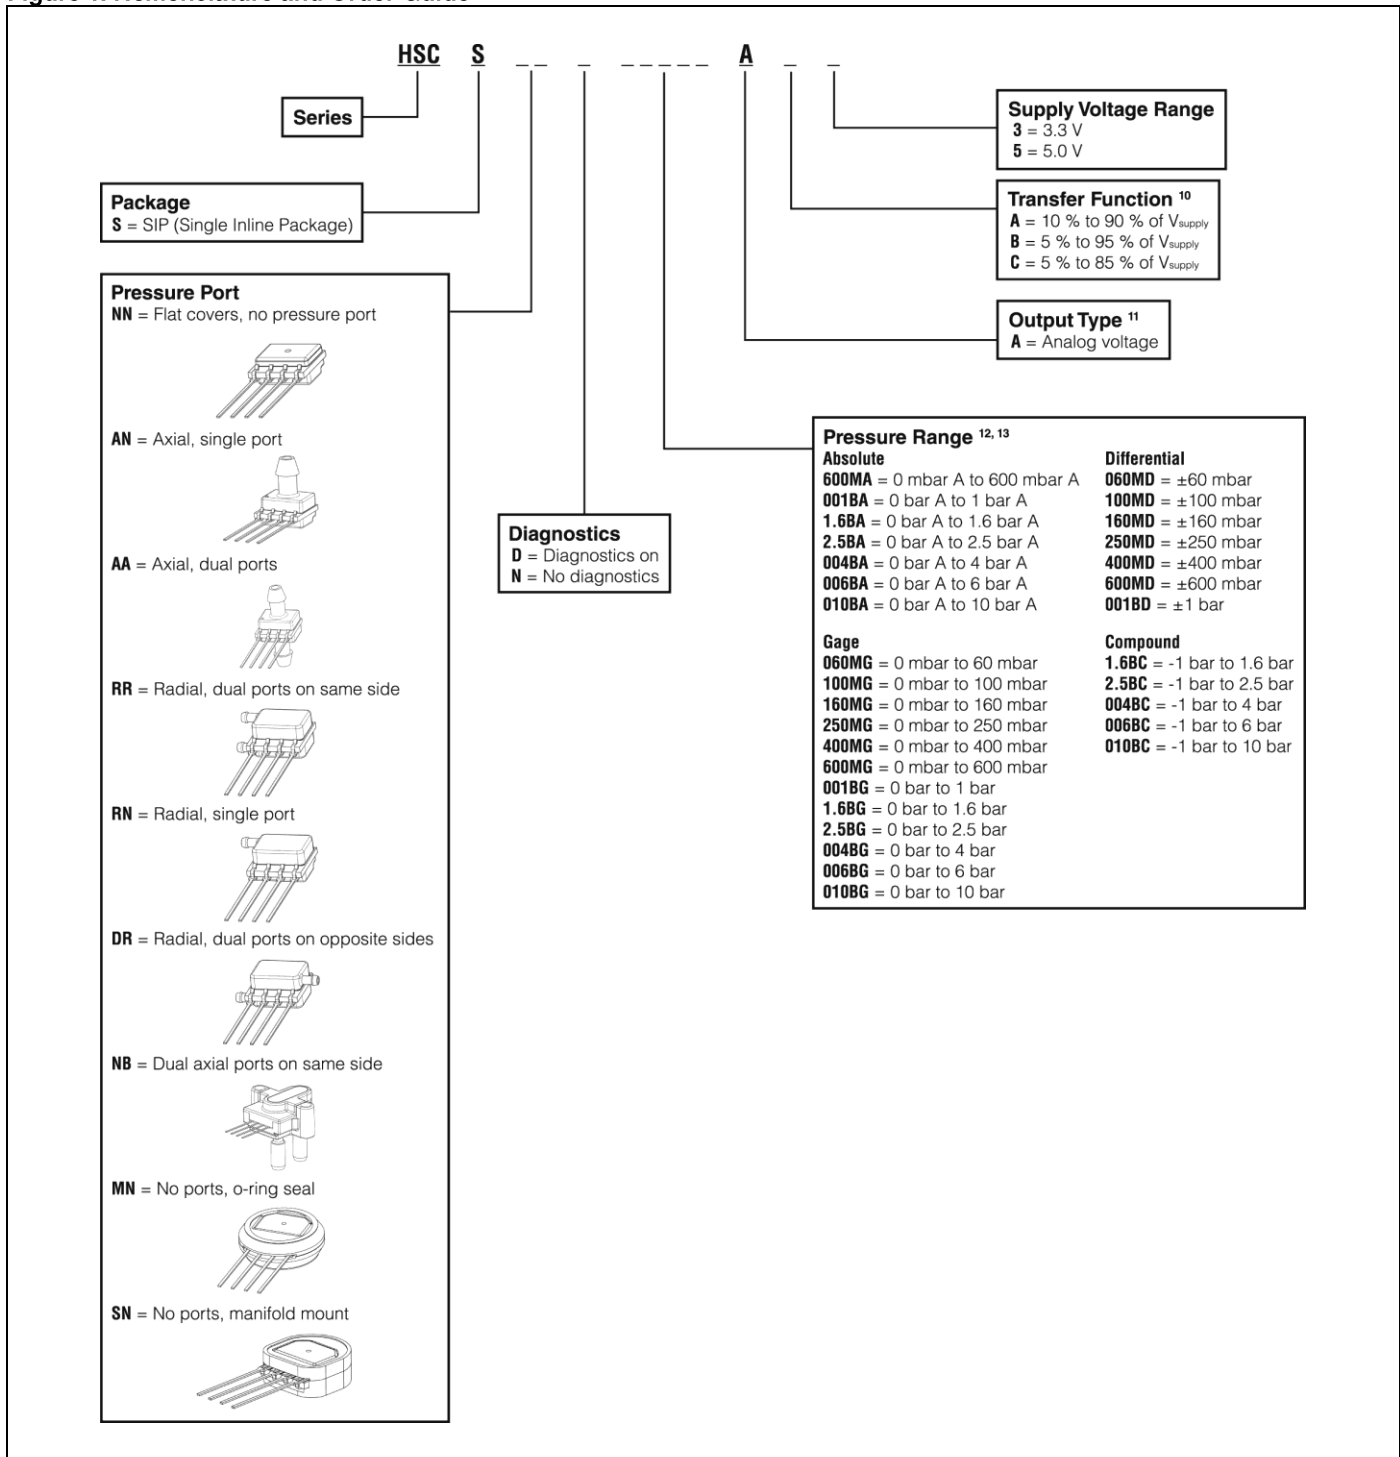 HSC S _ _ _ _ _ _ _ _ A _ _
Series
Package
S = SIP (Single Inline Package)
Pressure Port
NN = Flat covers, no pressure port
AN = Axial, single port
AA = Axial, dual ports
RR = Radial, dual ports on same side
RN = Radial, single port
DR = Radial, dual ports on opposite sides
NB = Dual axial ports on same side
MN = No ports, o-ring seal
SN = No ports, manifold mount
Diagnostics
D = Diagnostics on
N = No diagnostics
Supply Voltage Range
3 = 3.3 V
5 = 5.0 V
Transfer Function 10
A = 10 % to 90 % of Vsupply
B = 5 % to 95 % of Vsupply
C = 5 % to 85 % of Vsupply
Output Type 11
A = Analog voltage
Pressure Range 12, 13
Absolute
600MA = 0 mbar A to 600 mbar A
001BA = 0 bar A to 1 bar A
1.6BA = 0 bar A to 1.6 bar A
2.5BA = 0 bar A to 2.5 bar A
004BA = 0 bar A to 4 bar A
006BA = 0 bar A to 6 bar A
010BA = 0 bar A to 10 bar A
Gage
060MG = 0 mbar to 60 mbar
100MG = 0 mbar to 100 mbar
160MG = 0 mbar to 160 mbar
250MG = 0 mbar to 250 mbar
400MG = 0 mbar to 400 mbar
600MG = 0 mbar to 600 mbar
001BG = 0 bar to 1 bar
1.6BG = 0 bar to 1.6 bar
2.5BG = 0 bar to 2.5 bar
004BG = 0 bar to 4 bar
006BG = 0 bar to 6 bar
010BG = 0 bar to 10 bar
Differential
060MD = ±60 mbar
100MD = ±100 mbar
160MD = ±160 mbar
250MD = ±250 mbar
400MD = ±400 mbar
600MD = ±600 mbar
001BD = ±1 bar
Compound
1.6BC = -1 bar to 1.6 bar
2.5BC = -1 bar to 2.5 bar
004BC = -1 bar to 4 bar
006BC = -1 bar to 6 bar
010BC = -1 bar to 10 bar